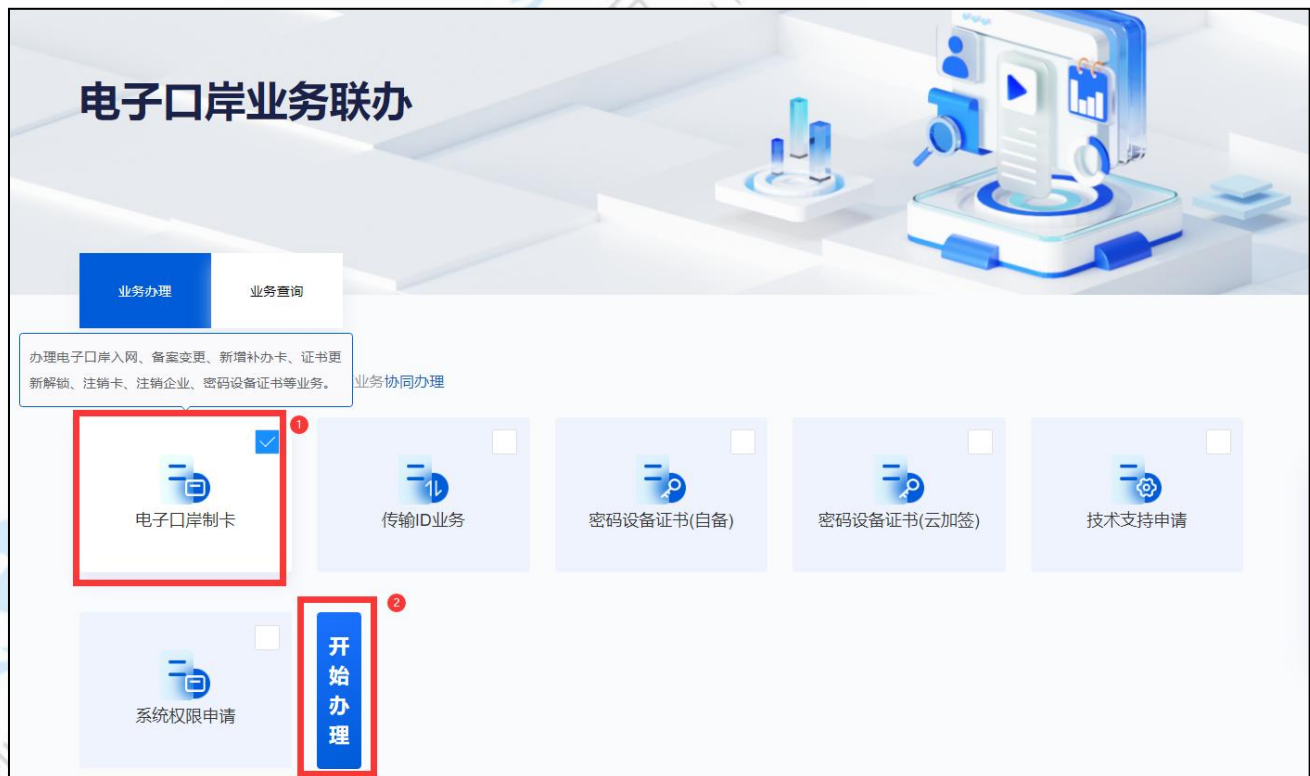 电子口岸业务联办
业务办理
业务查询
办理电子口岸入网、备案变更、新增补办卡、证书更
新解锁、注销卡、注销企业、密码设备证书等业务。
业务协同办理
1
电子口岸制卡
传输ID业务
密码设备证书(自备)
密码设备证书(云加签)
技术支持申请
2
系统权限申请
开始办理